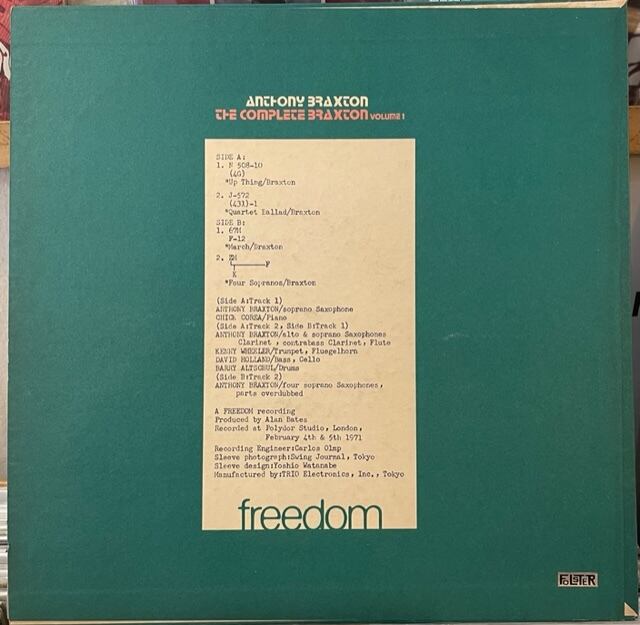 ANTHONY BRAXTON
THE COMPLETE BRAXTON VOLUME 1
SIDE A:
1. N 508-10
(4G)
*Up Thing/Braxton
2. J-572
(431)-1
*Quartet Ballad/Braxton
SIDE B:
1. 67M
F-12
*March/Braxton
2. EM
F
K
*Four Sopranos/Braxton
(Side A:Track 1)
ANTHONY BRAXTON/soprano Saxophone
CHICK COREA/Piano
(Side A:Track 2, Side B:Track 1)
ANTHONY BRAXTON/alto & soprano Saxophones
Clarinet, contrabass Clarinet, Flute
KENNY WHEELER/Trumpet, Fluegelhorn
DAVID HOLLAND/Bass, Cello
BARRY ALTSCHUL/Drums
(Side B:Track 2)
ANTHONY BRAXTON/four soprano Saxophones,
parts overdubbed
A FREEDOM recording
Produced by Alan Bates
Recorded at Polydor Studio, London,
February 4th & 5th 1971
Recording Engineer:Carlos Olmp
Sleeve photograph:Swing Journal, Tokyo
Sleeve design:Yoshio Watanabe
Manufactured by:TRIO Electronics, Inc., Tokyo
freedom